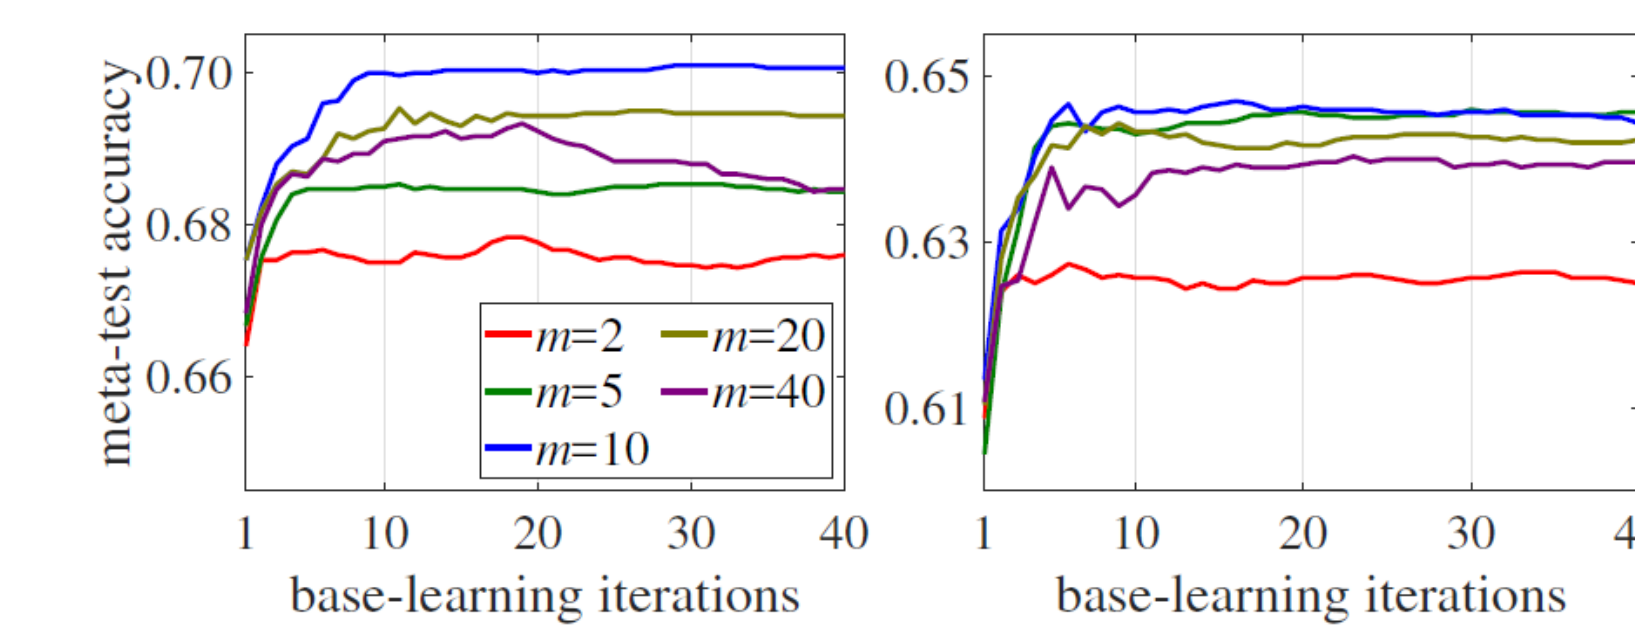 meta-test accuracy
0.70
0.68
0.66
m=2
m=20
m=5
m=40
m=10
1 10 20 30 40
base-learning iterations
0.65
0.63
0.61
1 10 20 30 4
base-learning iterations